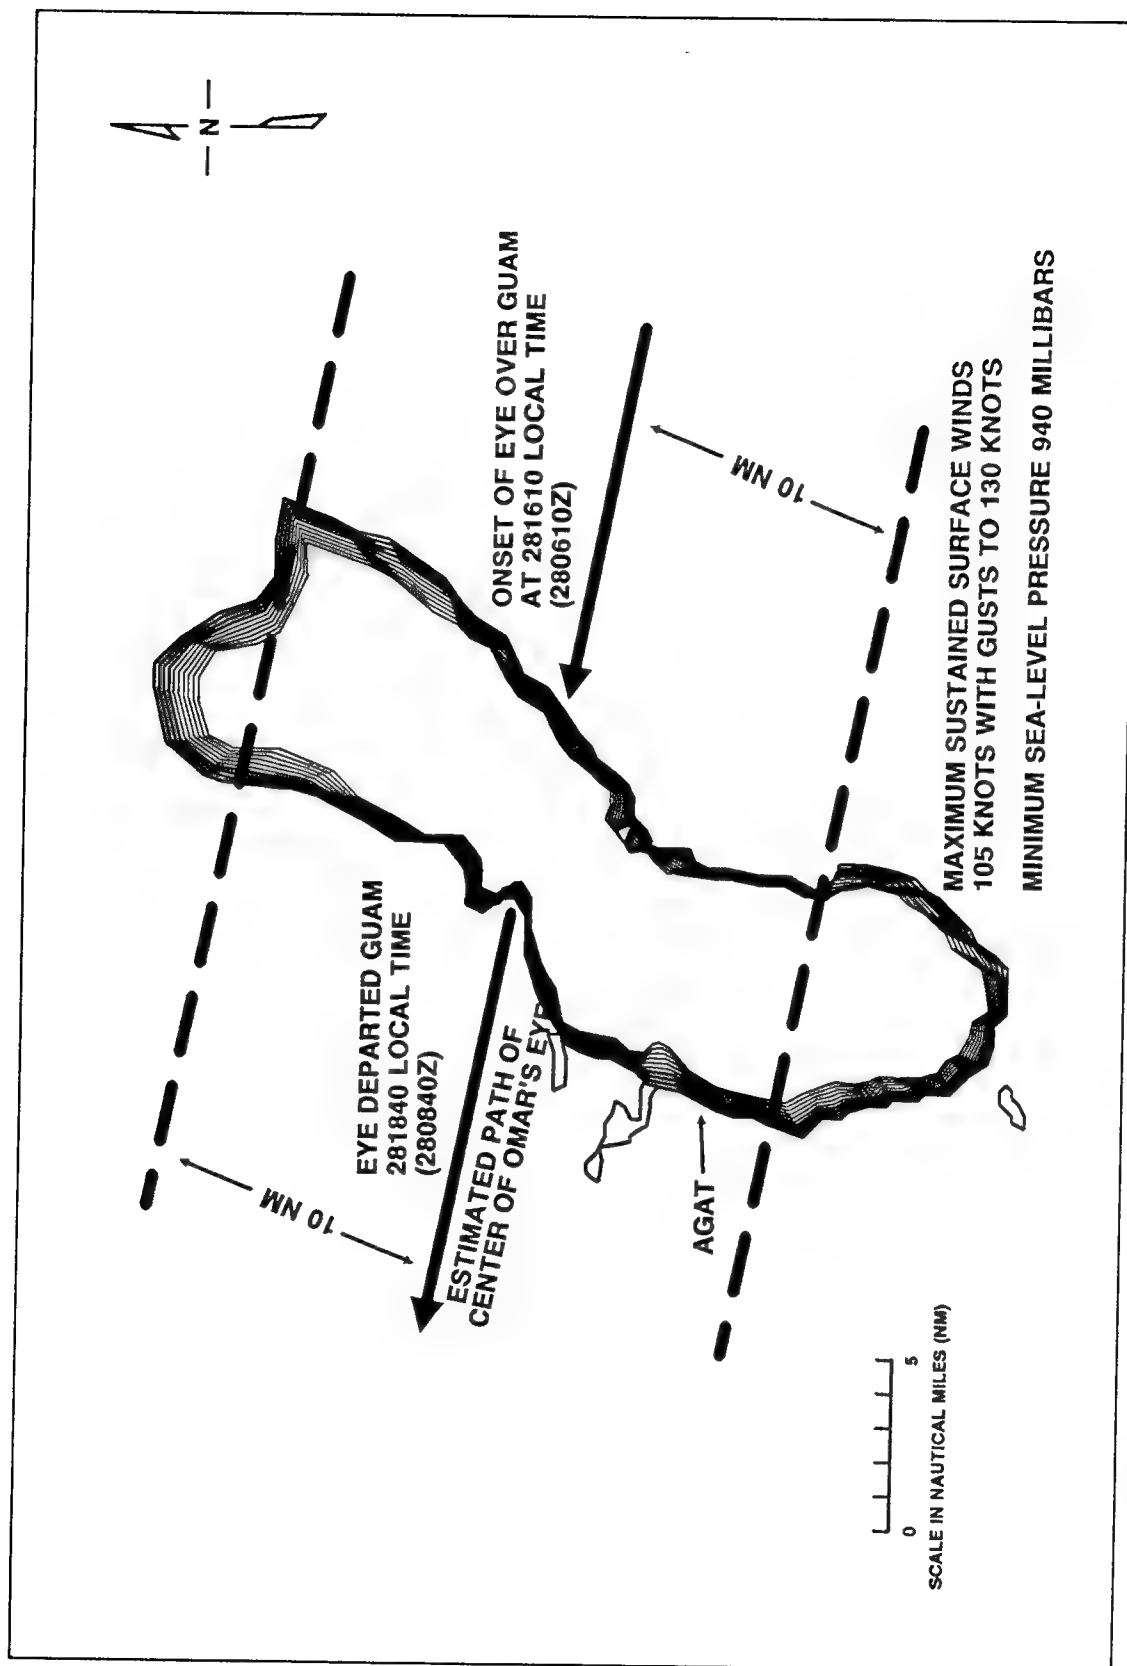 N
ONSET OF EYE OVER GUAM
AT 281610 LOCAL TIME
(280610Z)
EYE DEPARTED GUAM
281840 LOCAL TIME
(280840Z)
10 NM
10 NM
ESTIMATED PATH OF
CENTER OF OMAR'S EYE
AGAT
MAXIMUM SUSTAINED SURFACE WINDS
105 KNOTS WITH GUSTS TO 130 KNOTS
MINIMUM SEA-LEVEL PRESSURE 940 MILLIBARS
0 5
SCALE IN NAUTICAL MILES (NM)